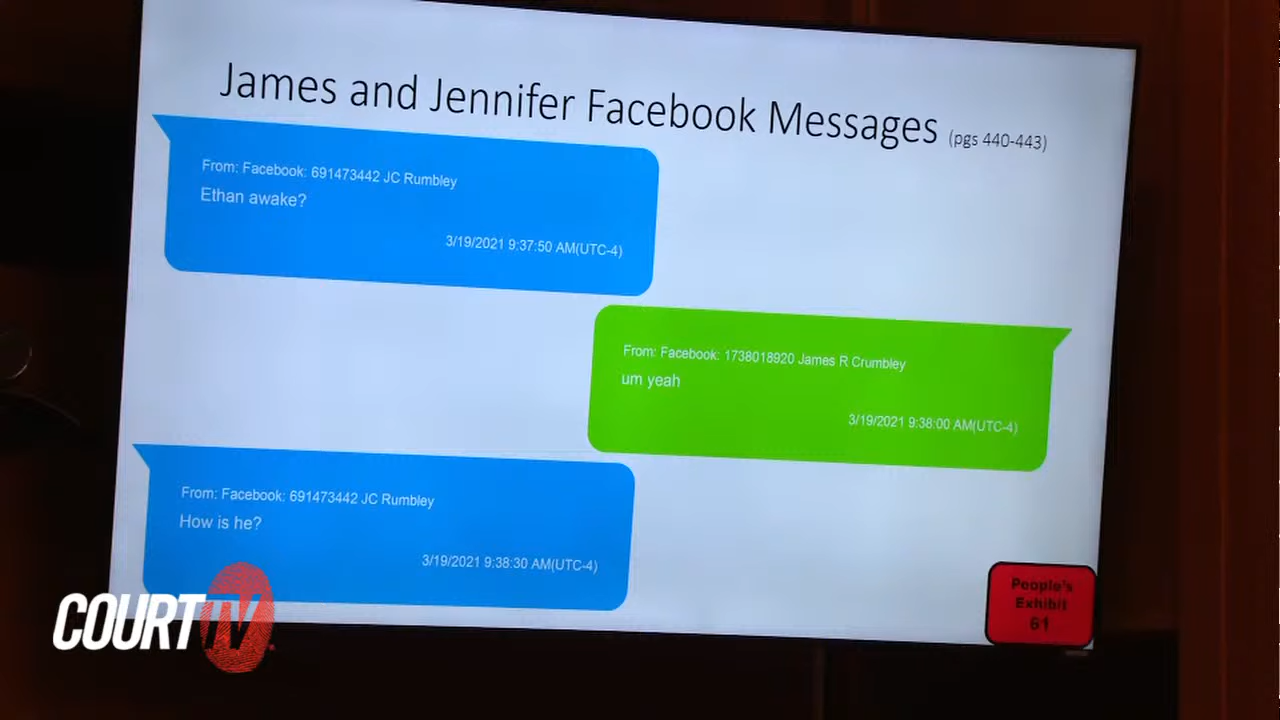 James and Jennifer Facebook Messages (pgs 440-443)
From: Facebook: 691473442 JC Rumbley
Ethan awake?
3/19/2021 9:37:50 AM(UTC-4)
From: Facebook: 1738018920 James R Crumbley
um yeah
3/19/2021 9:38:00 AM(UTC-4)
From: Facebook: 691473442 JC Rumbley
How is he?
3/19/2021 9:38:30 AM(UTC-4)
People's
Exhibit
61
COURT TV